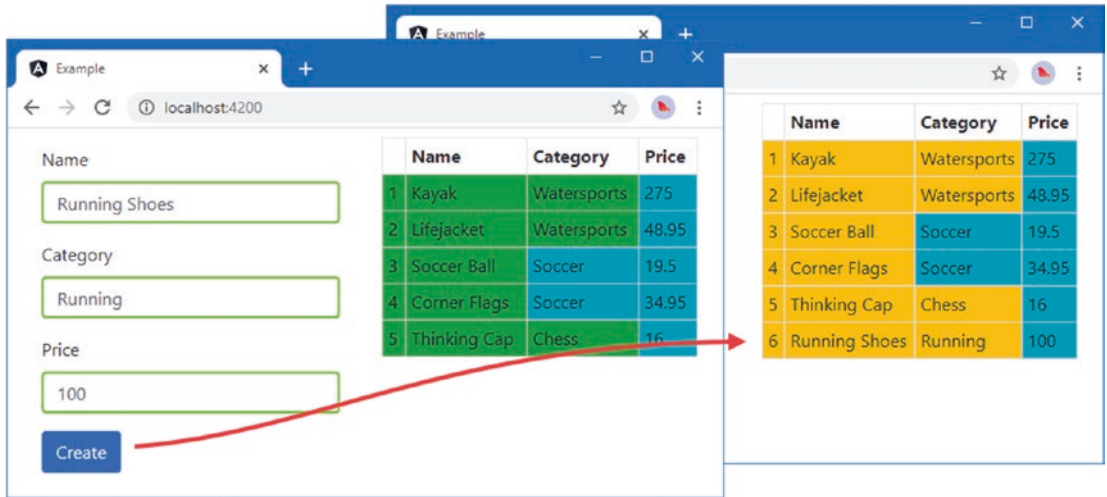 Example
Example
localhost:4200
Name
Running Shoes
Category
Running
Price
100
Create
Name Category Price
1 Kayak Watersports 275
2 Lifejacket Watersports 48.95
3 Soccer Ball Soccer 19.5
4 Corner Flags Soccer 34.95
5 Thinking Cap Chess 16
Name Category Price
1 Kayak Watersports 275
2 Lifejacket Watersports 48.95
3 Soccer Ball Soccer 19.5
4 Corner Flags Soccer 34.95
5 Thinking Cap Chess 16
6 Running Shoes Running 100